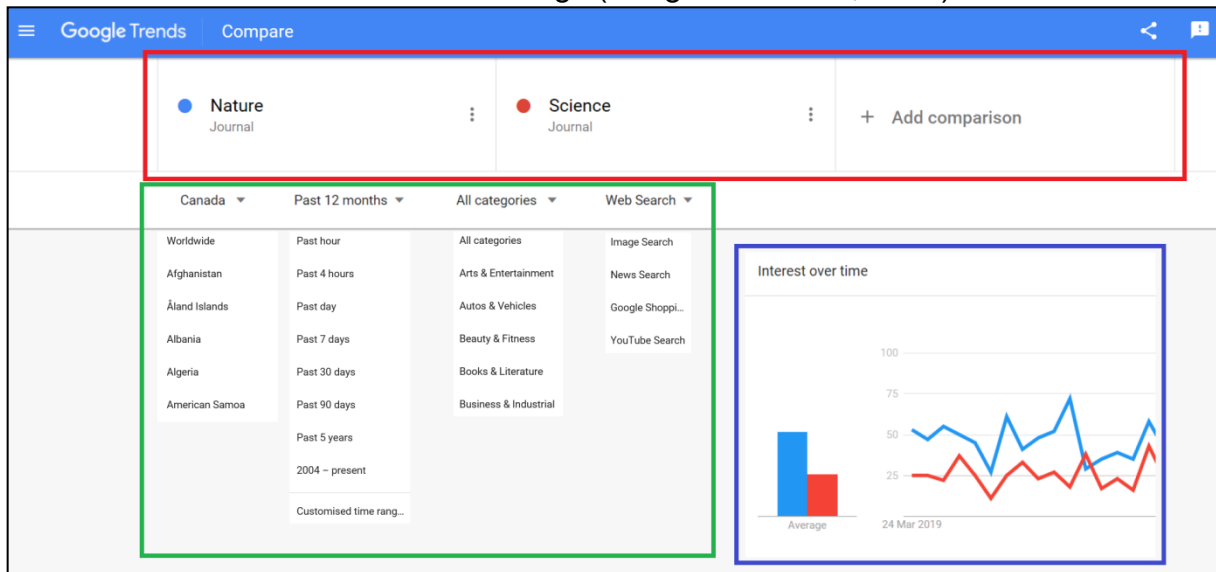 Google Trends Compare
Nature
Journal
Science
Journal
+ Add comparison
Canada
Past 12 months
All categories
Web Search
Worldwide
Afghanistan
Åland Islands
Albania
Algeria
American Samoa
Past hour
Past 4 hours
Past day
Past 7 days
Past 30 days
Past 90 days
Past 5 years
2004 – present
Customised time rang...
All categories
Arts & Entertainment
Autos & Vehicles
Beauty & Fitness
Books & Literature
Business & Industrial
Image Search
News Search
Google Shoppi...
YouTube Search
Interest over time
100
75
50
25
Average
24 Mar 2019